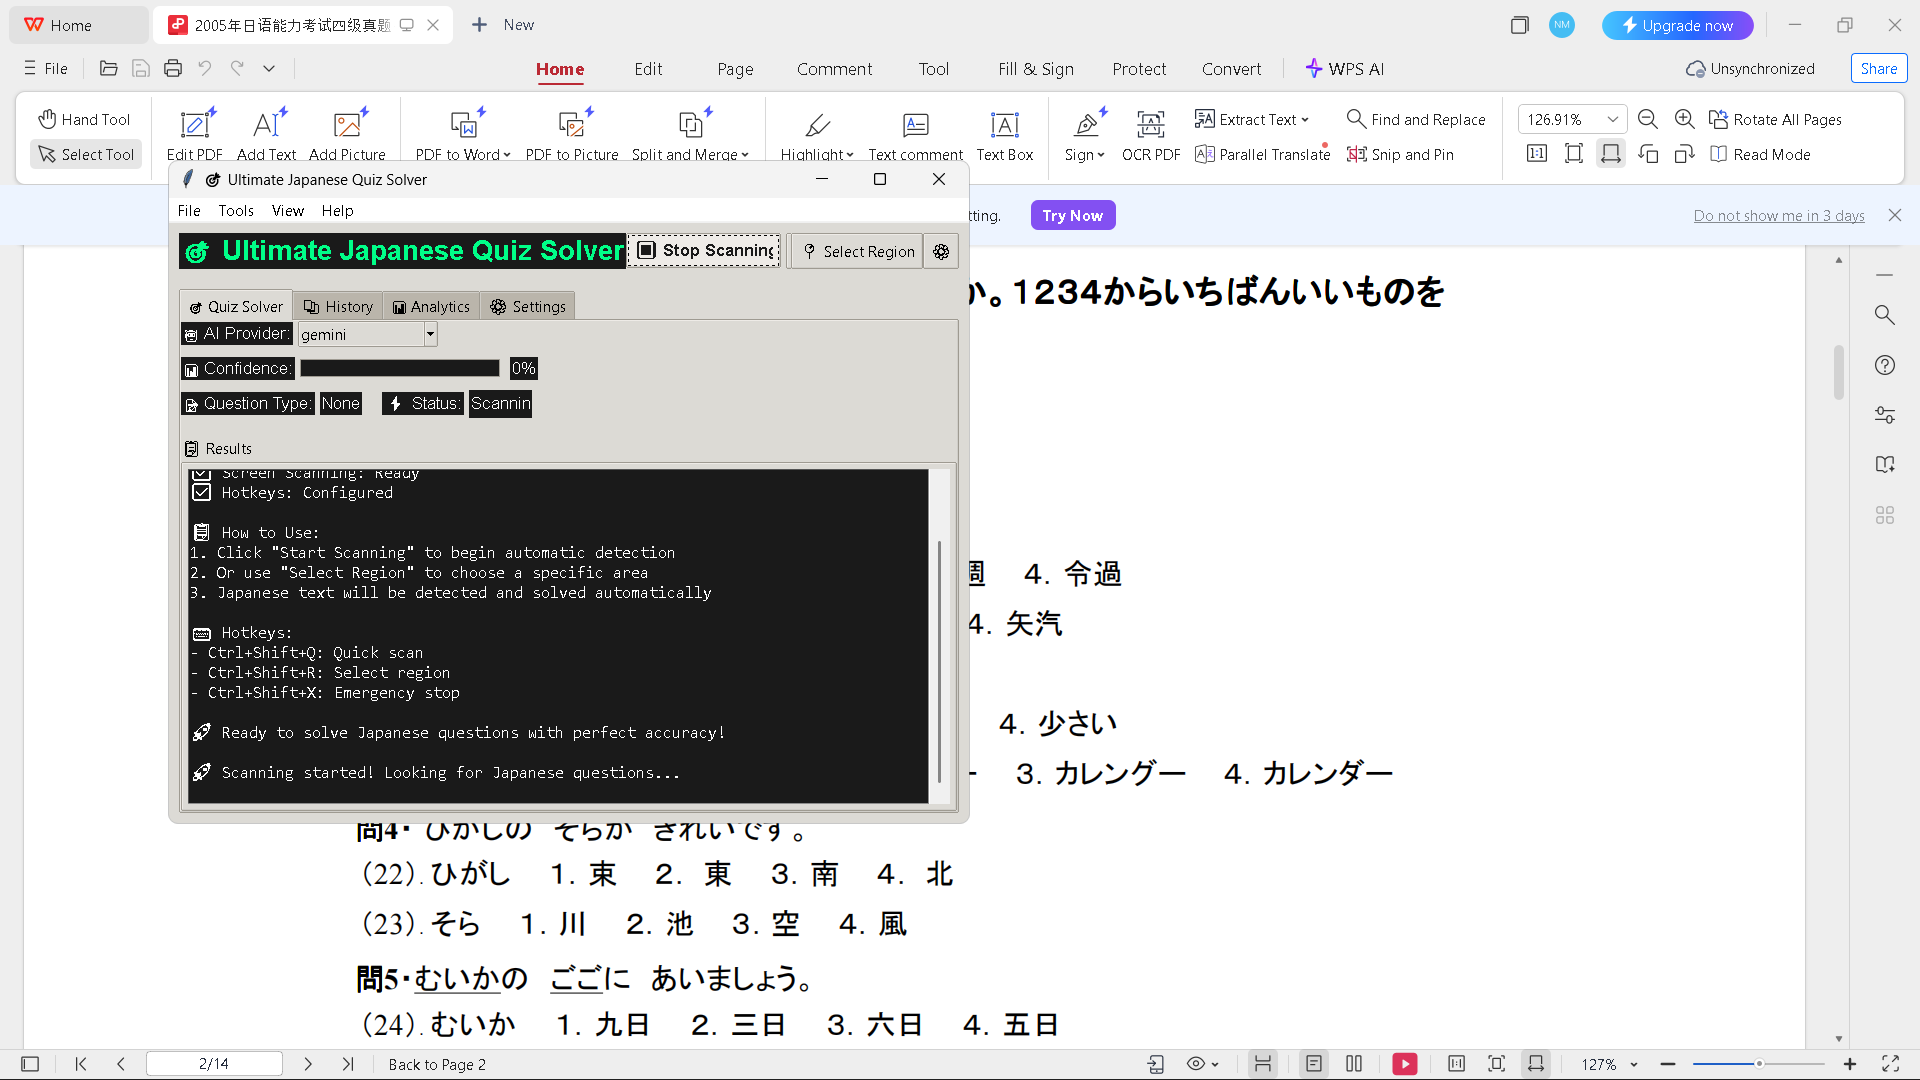 Home
2005年日语能力考试四级真题
New
NM
Upgrade now
File
Home
Edit
Page
Comment
Tool
Fill & Sign
Protect
Convert
WPS AI
Unsynchronized
Share
Hand Tool
Select Tool
Edit PDF
Add Text
Add Picture
PDF to Word
PDF to Picture
Split and Merge
Highlight
Text comment
Text Box
Sign
OCR PDF
Extract Text
Parallel Translate
Find and Replace
Snip and Pin
126.91%
Rotate All Pages
Read Mode
tting.
Try Now
Do not show me in 3 days
Ultimate Japanese Quiz Solver
File
Tools
View
Help
Ultimate Japanese Quiz Solver
Stop Scanning
Select Region
Quiz Solver
History
Analytics
Settings
AI Provider:
gemini
Confidence:
0%
Question Type:
None
Status:
Scannin
Results
Screen Scanning: Ready
Hotkeys: Configured
How to Use:
1. Click "Start Scanning" to begin automatic detection
2. Or use "Select Region" to choose a specific area
3. Japanese text will be detected and solved automatically
Hotkeys:
- Ctrl+Shift+Q: Quick scan
- Ctrl+Shift+R: Select region
- Ctrl+Shift+X: Emergency stop
Ready to solve Japanese questions with perfect accuracy!
Scanning started! Looking for Japanese questions...
か。1234からいちばんいいものを
週 4. 令過
4. 矢汽
4. 少さい
ー 3. カレングー 4. カレンダー
問4・ ひがしの そらが きれいです。
(22). ひがし 1. 東 2. 東 3. 南 4. 北
(23). そら 1. 川 2. 池 3. 空 4. 風
問5・むいかの ごごに あいましょう。
(24). むいか 1. 九日 2. 三日 3. 六日 4. 五日
2/14
Back to Page 2
127%